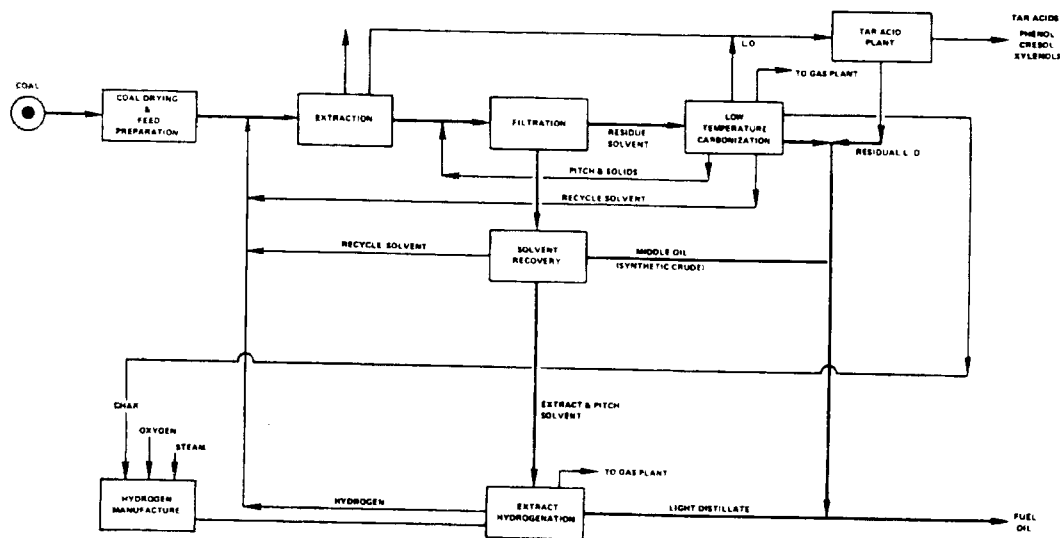 TAR ACIDS
PHENOL
CRESOL
XYLENOLS
TAR ACID
PLANT
L.O
TO GAS PLANT
COAL
COAL DRYING
&
FEED
PREPARATION
EXTRACTION
FILTRATION
RESIDUE
SOLVENT
LOW
TEMPERATURE
CARBONIZATION
RESIDUAL L O
PITCH & SOLIDS
RECYCLE SOLVENT
RECYCLE SOLVENT
SOLVENT
RECOVERY
MIDDLE OIL
(SYNTHETIC CRUDE)
CHAR
OXYGEN
STEAM
EXTRACT & PITCH
SOLVENT
TO GAS PLANT
HYDROGEN
MANUFACTURE
HYDROGEN
EXTRACT
HYDROGENATION
LIGHT DISTILLATE
FUEL
OIL